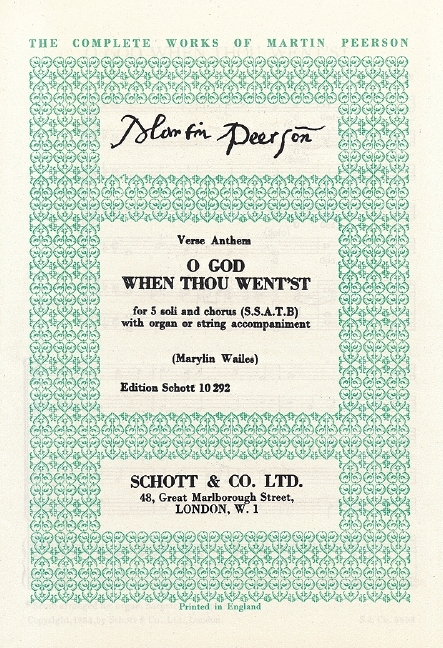 THE COMPLETE WORKS OF MARTIN PEERSON
Martin Peerson
Verse Anthem
O GOD
WHEN THOU WENT'ST
for 5 soli and chorus (S.S.A.T.B)
with organ or string accompaniment
(Marylin Wailes)
Edition Schott 10 292
SCHOTT & CO. LTD.
48, Great Marlborough Street,
LONDON, W. 1
Printed in England